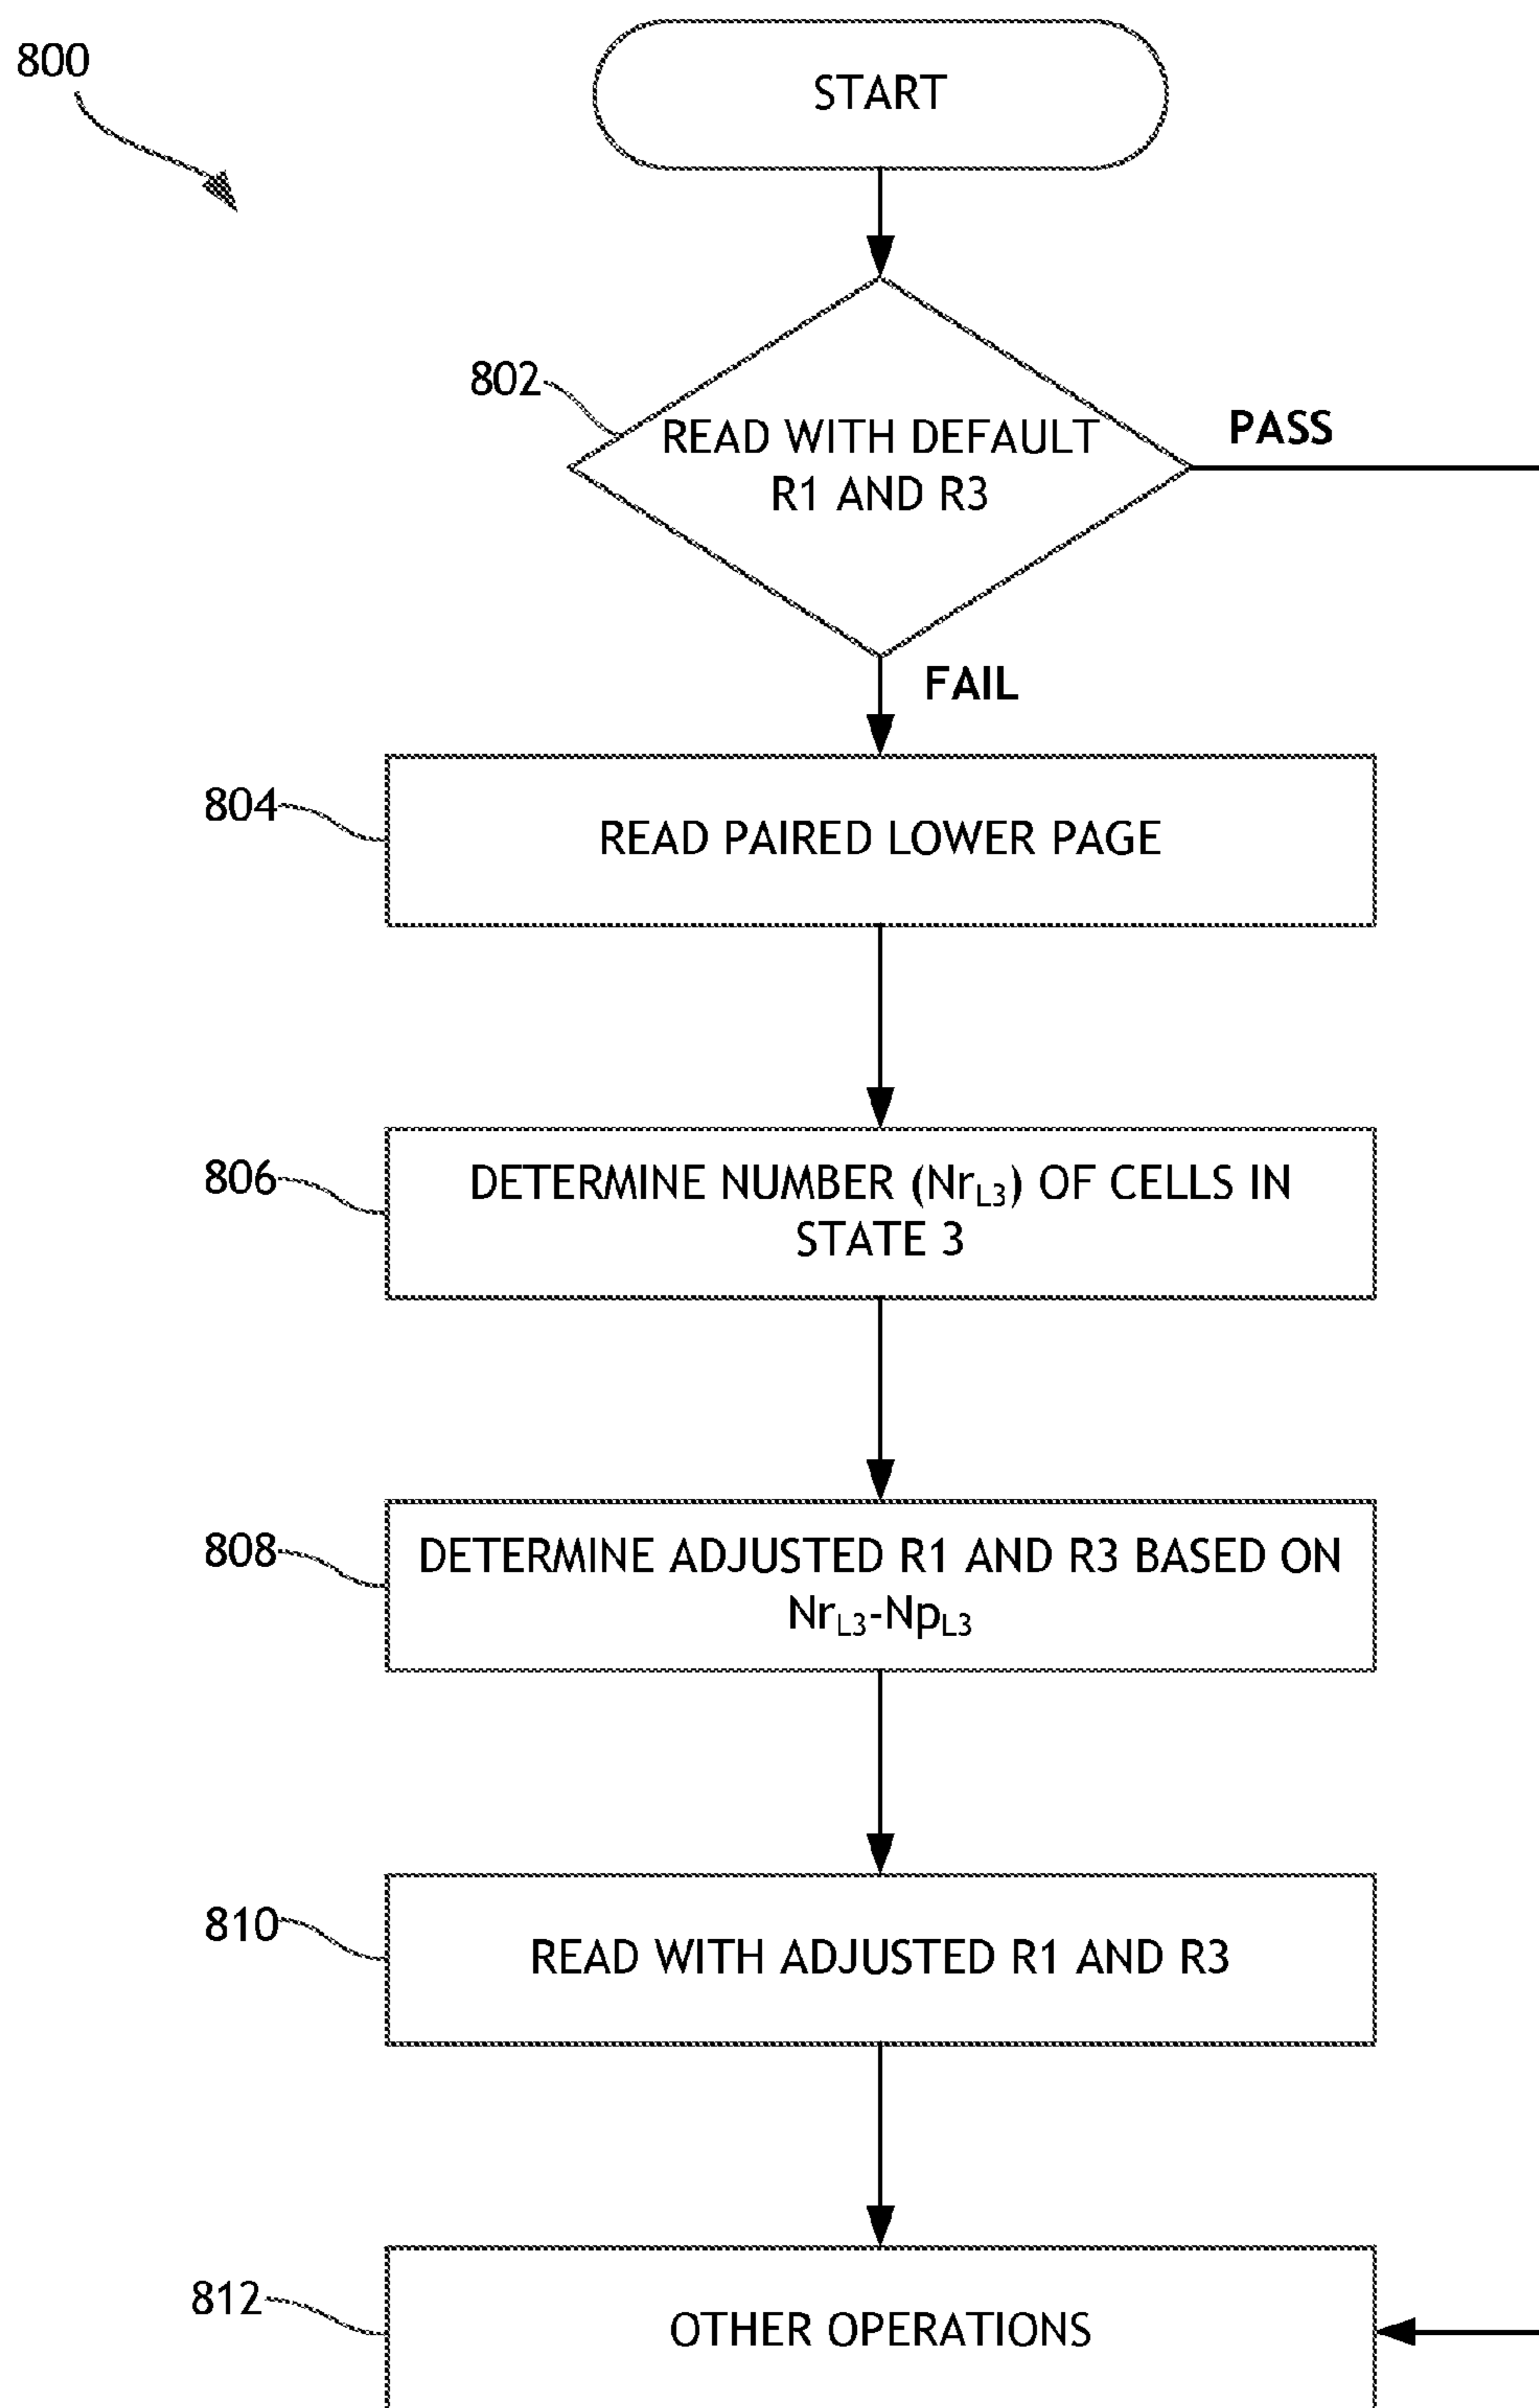 800
START
802
READ WITH DEFAULT
R1 AND R3
PASS
FAIL
804
READ PAIRED LOWER PAGE
806
DETERMINE NUMBER (NrL3) OF CELLS IN
STATE 3
808
DETERMINE ADJUSTED R1 AND R3 BASED ON
NrL3-NpL3
810
READ WITH ADJUSTED R1 AND R3
812
OTHER OPERATIONS